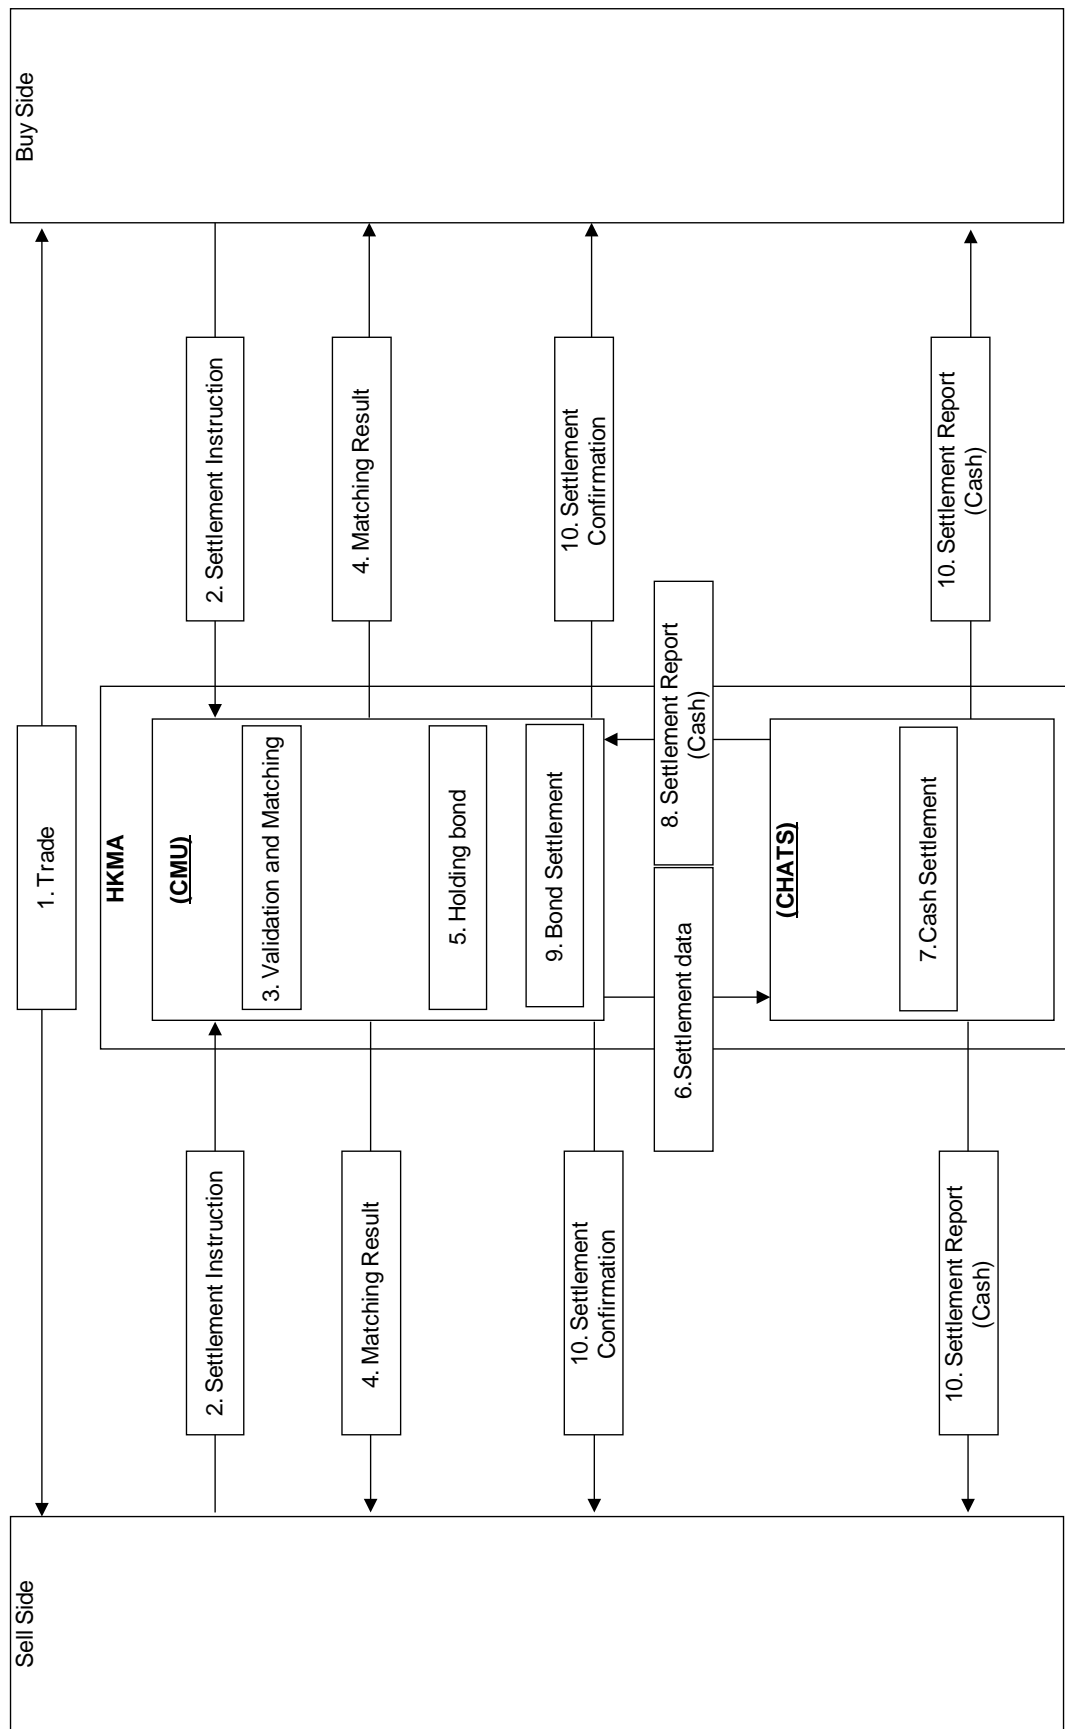 Sell Side
Buy Side
1. Trade
HKMA
(CMU)
2. Settlement Instruction
3. Validation and Matching
2. Settlement Instruction
4. Matching Result
4. Matching Result
5. Holding bond
9. Bond Settlement
10. Settlement
Confirmation
10. Settlement
Confirmation
6.Settlement data
8. Settlement Report
(Cash)
(CHATS)
7.Cash Settlement
10. Settlement Report
(Cash)
10. Settlement Report
(Cash)